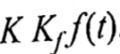 K K_f f(t).